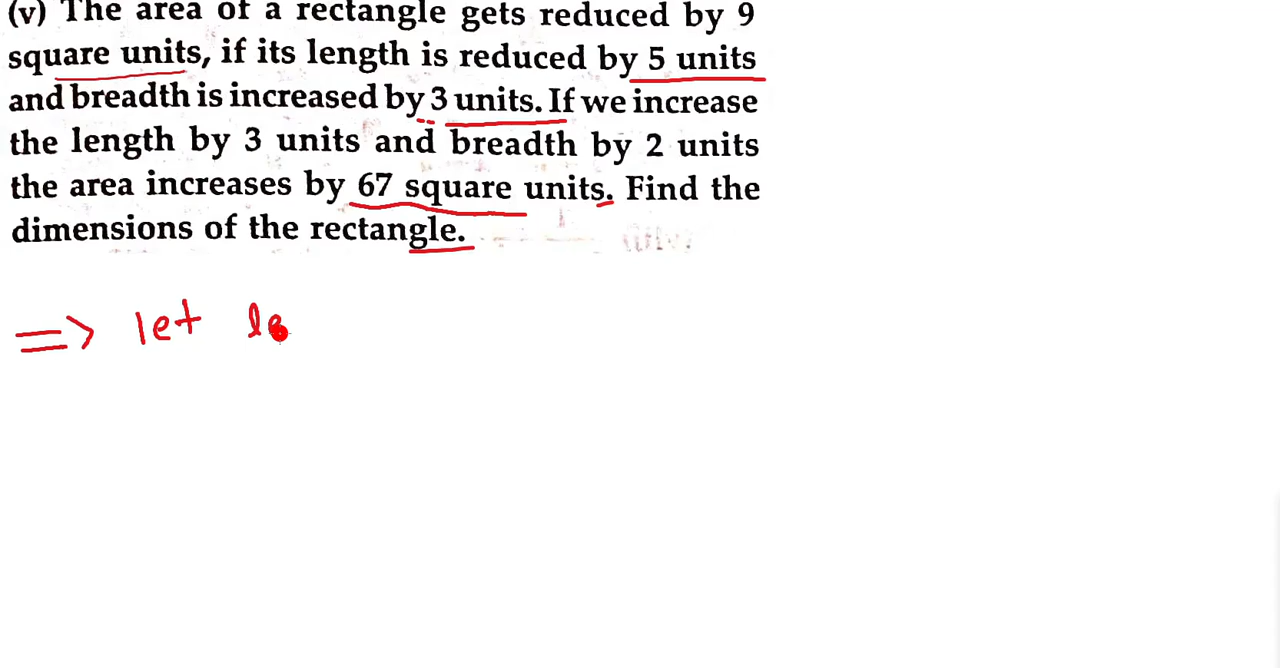 (v) The area of a rectangle gets reduced by 9
square units, if its length is reduced by 5 units
and breadth is increased by 3 units. If we increase
the length by 3 units and breadth by 2 units
the area increases by 67 square units. Find the
dimensions of the rectangle.
=> let le